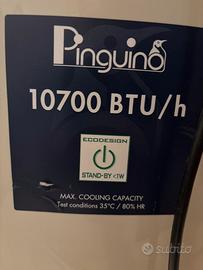 Pinguino
10700 BTU/h
ECODESIGN
STAND-BY <1W
MAX. COOLING CAPACITY
Test conditions 35°C / 80% HR
subito